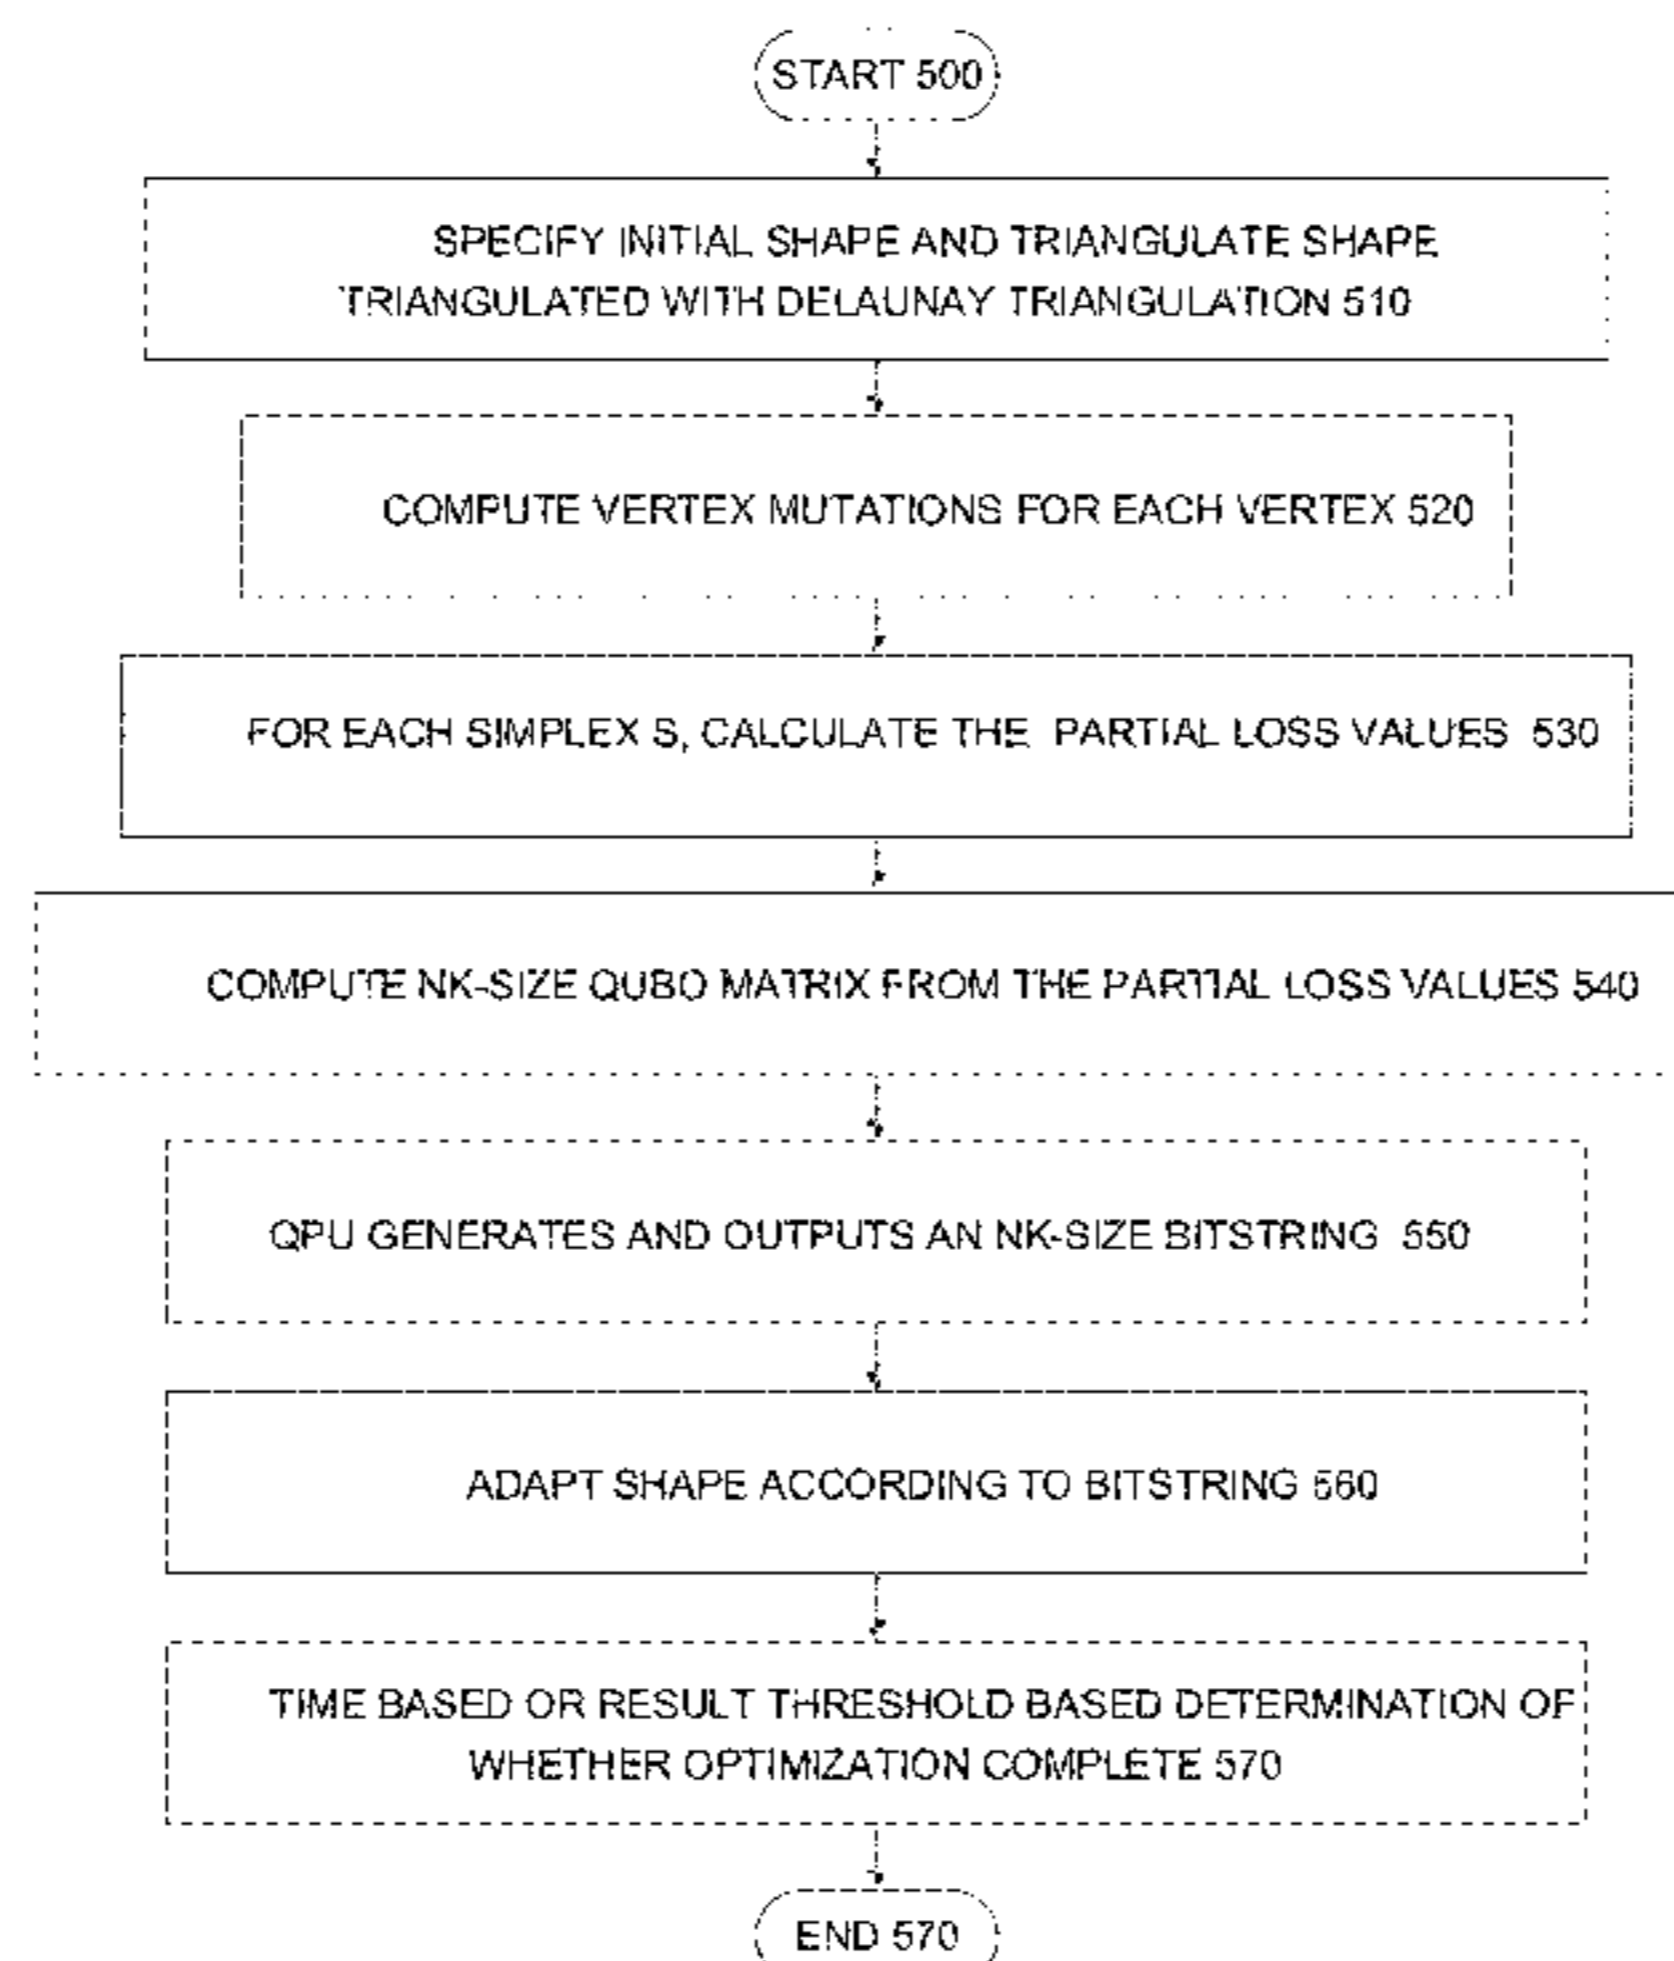 START 500
SPECIFY INITIAL SHAPE AND TRIANGULATE SHAPE
TRIANGULATED WITH DELAUNAY TRIANGULATION 510
COMPUTE VERTEX MUTATIONS FOR EACH VERTEX 520
FOR EACH SIMPLEX S, CALCULATE THE PARTIAL LOSS VALUES 530
COMPUTE NK-SIZE QUBO MATRIX FROM THE PARTIAL LOSS VALUES 540
QPU GENERATES AND OUTPUTS AN NK-SIZE BITSTRING 550
ADAPT SHAPE ACCORDING TO BITSTRING 560
TIME BASED OR RESULT THRESHOLD BASED DETERMINATION OF
WHETHER OPTIMIZATION COMPLETE 570
END 570